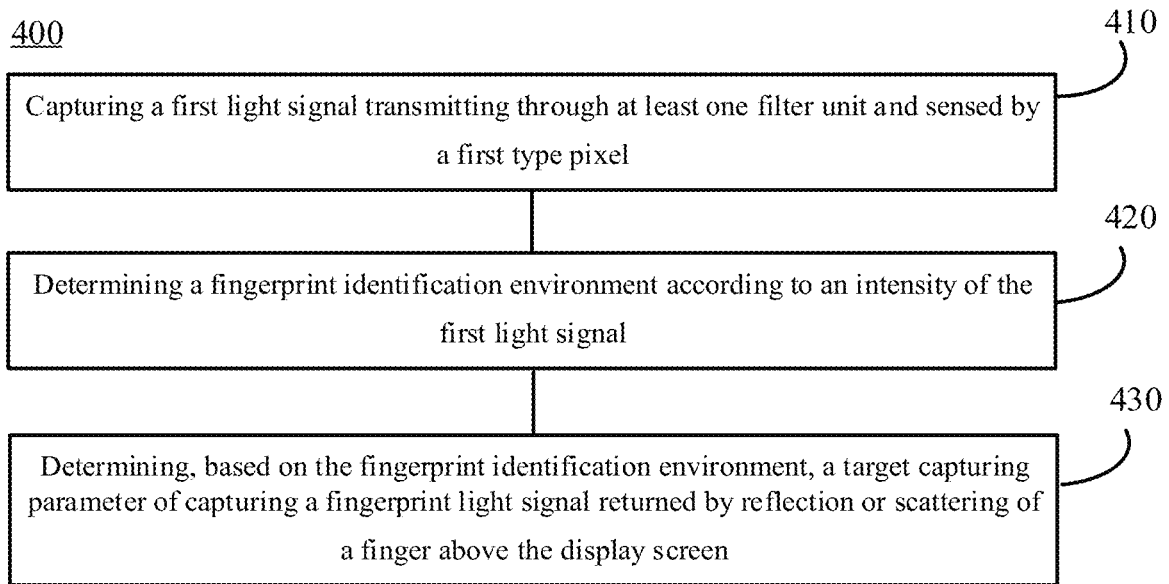 400
410
Capturing a first light signal transmitting through at least one filter unit and sensed by
a first type pixel
420
Determining a fingerprint identification environment according to an intensity of the
first light signal
430
Determining, based on the fingerprint identification environment, a target capturing
parameter of capturing a fingerprint light signal returned by reflection or scattering of
a finger above the display screen